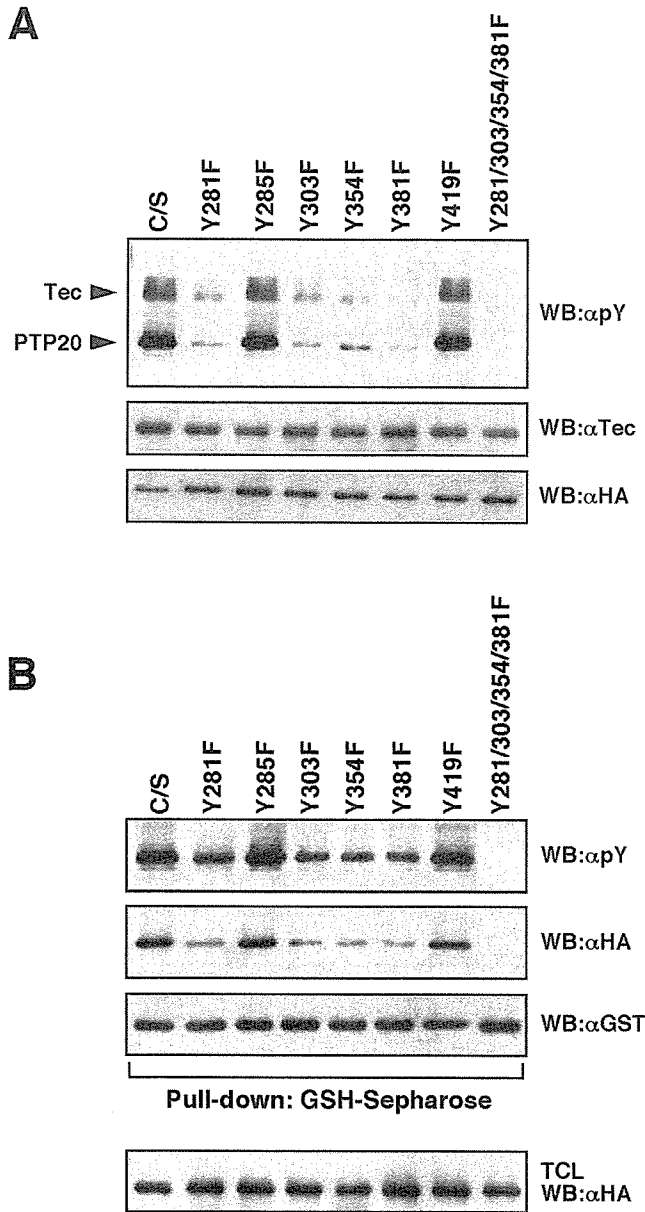 A
C/S
Y281F
Y285F
Y303F
Y354F
Y381F
Y419F
Y281/303/354/381F
Tec
PTP20
WB:αpY
WB:αTec
WB:αHA
B
C/S
Y281F
Y285F
Y303F
Y354F
Y381F
Y419F
Y281/303/354/381F
WB:αpY
WB:αHA
WB:αGST
Pull-down: GSH-Sepharose
TCL
WB:αHA